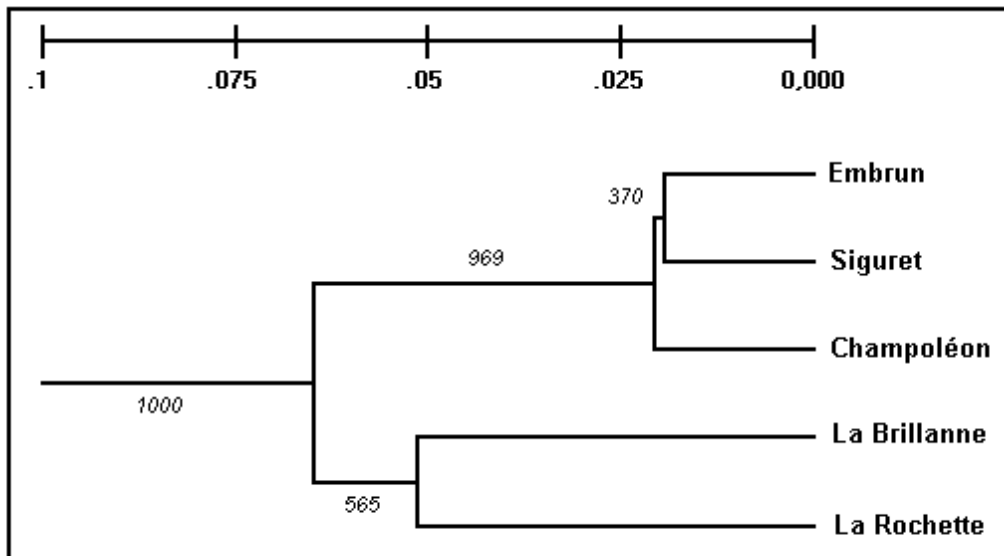 .1 .075 .05 .025 0,000
Embrun
370
969
Siguret
Champoléon
1000
La Brillanne
565
La Rochette